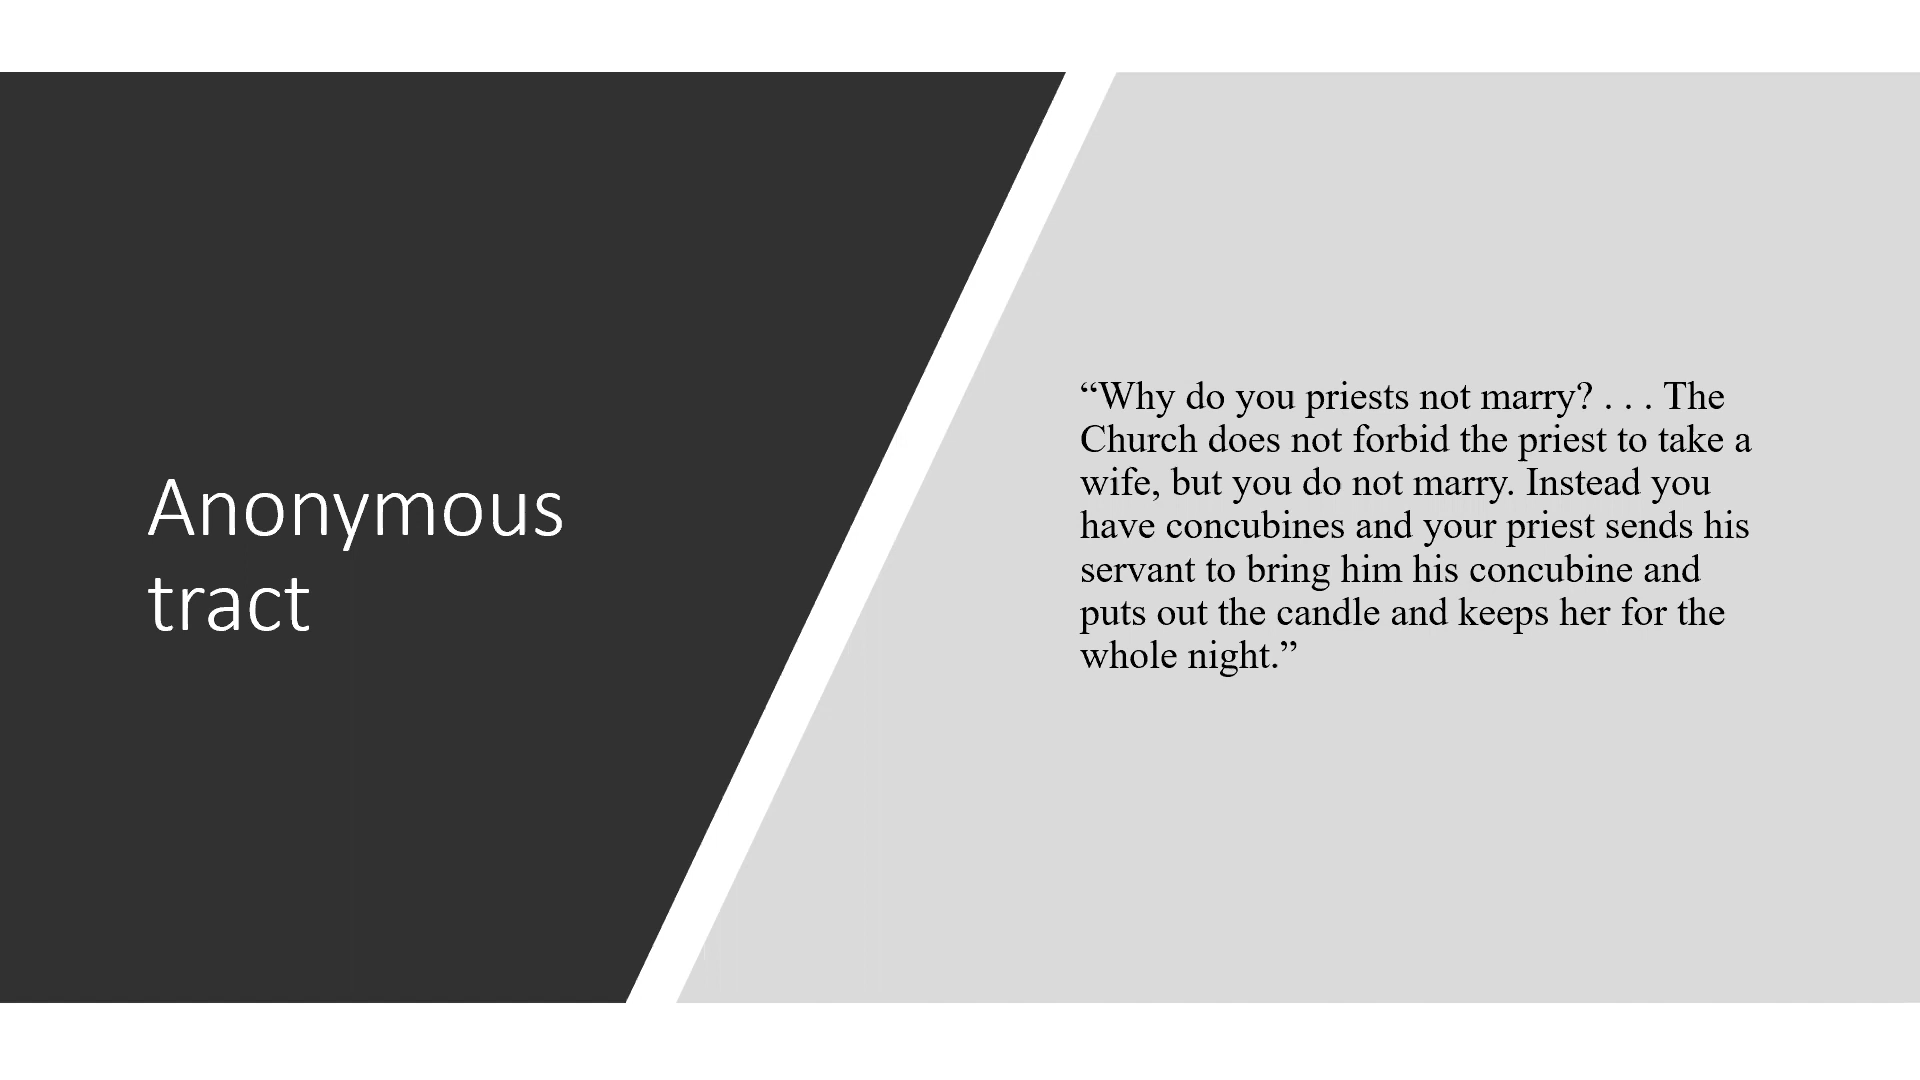 Anonymous
tract
“Why do you priests not marry? . . . The
Church does not forbid the priest to take a
wife, but you do not marry. Instead you
have concubines and your priest sends his
servant to bring him his concubine and
puts out the candle and keeps her for the
whole night.”